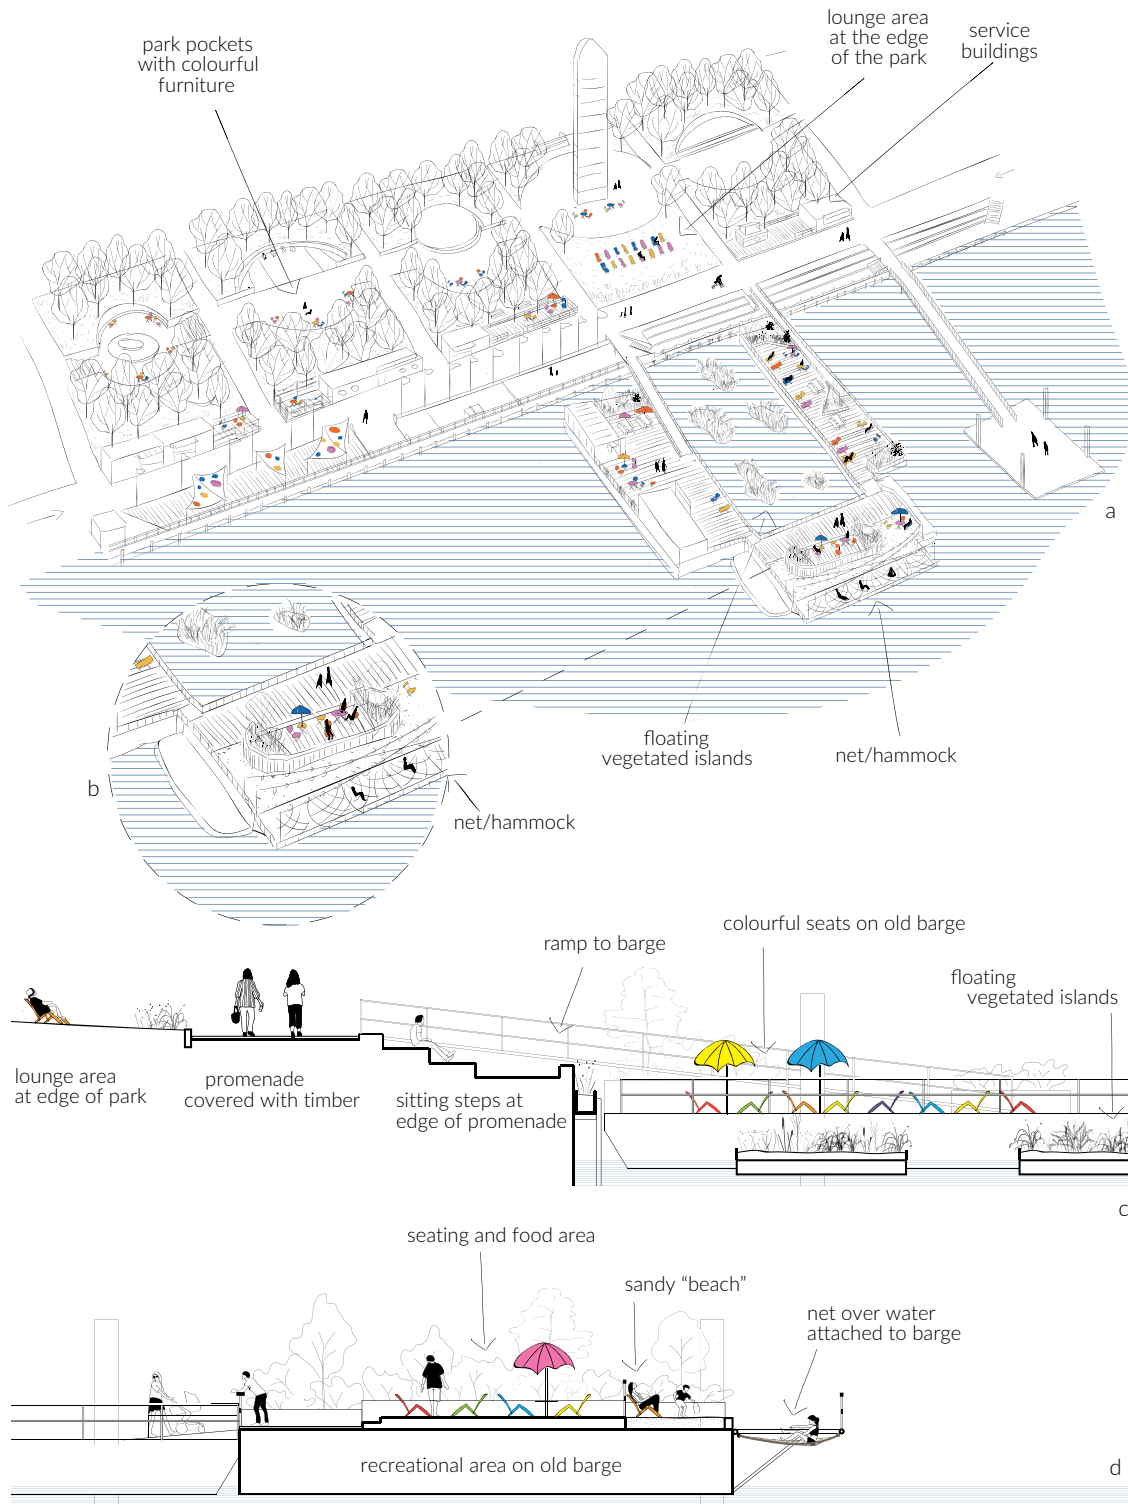 park pockets
with colourful
furniture
lounge area
at the edge
of the park
service
buildings
a
floating
vegetated islands
net/hammock
b
net/hammock
colourful seats on old barge
ramp to barge
floating
vegetated islands
lounge area
at edge of park
promenade
covered with timber
sitting steps at
edge of promenade
c
seating and food area
sandy “beach”
net over water
attached to barge
recreational area on old barge
d